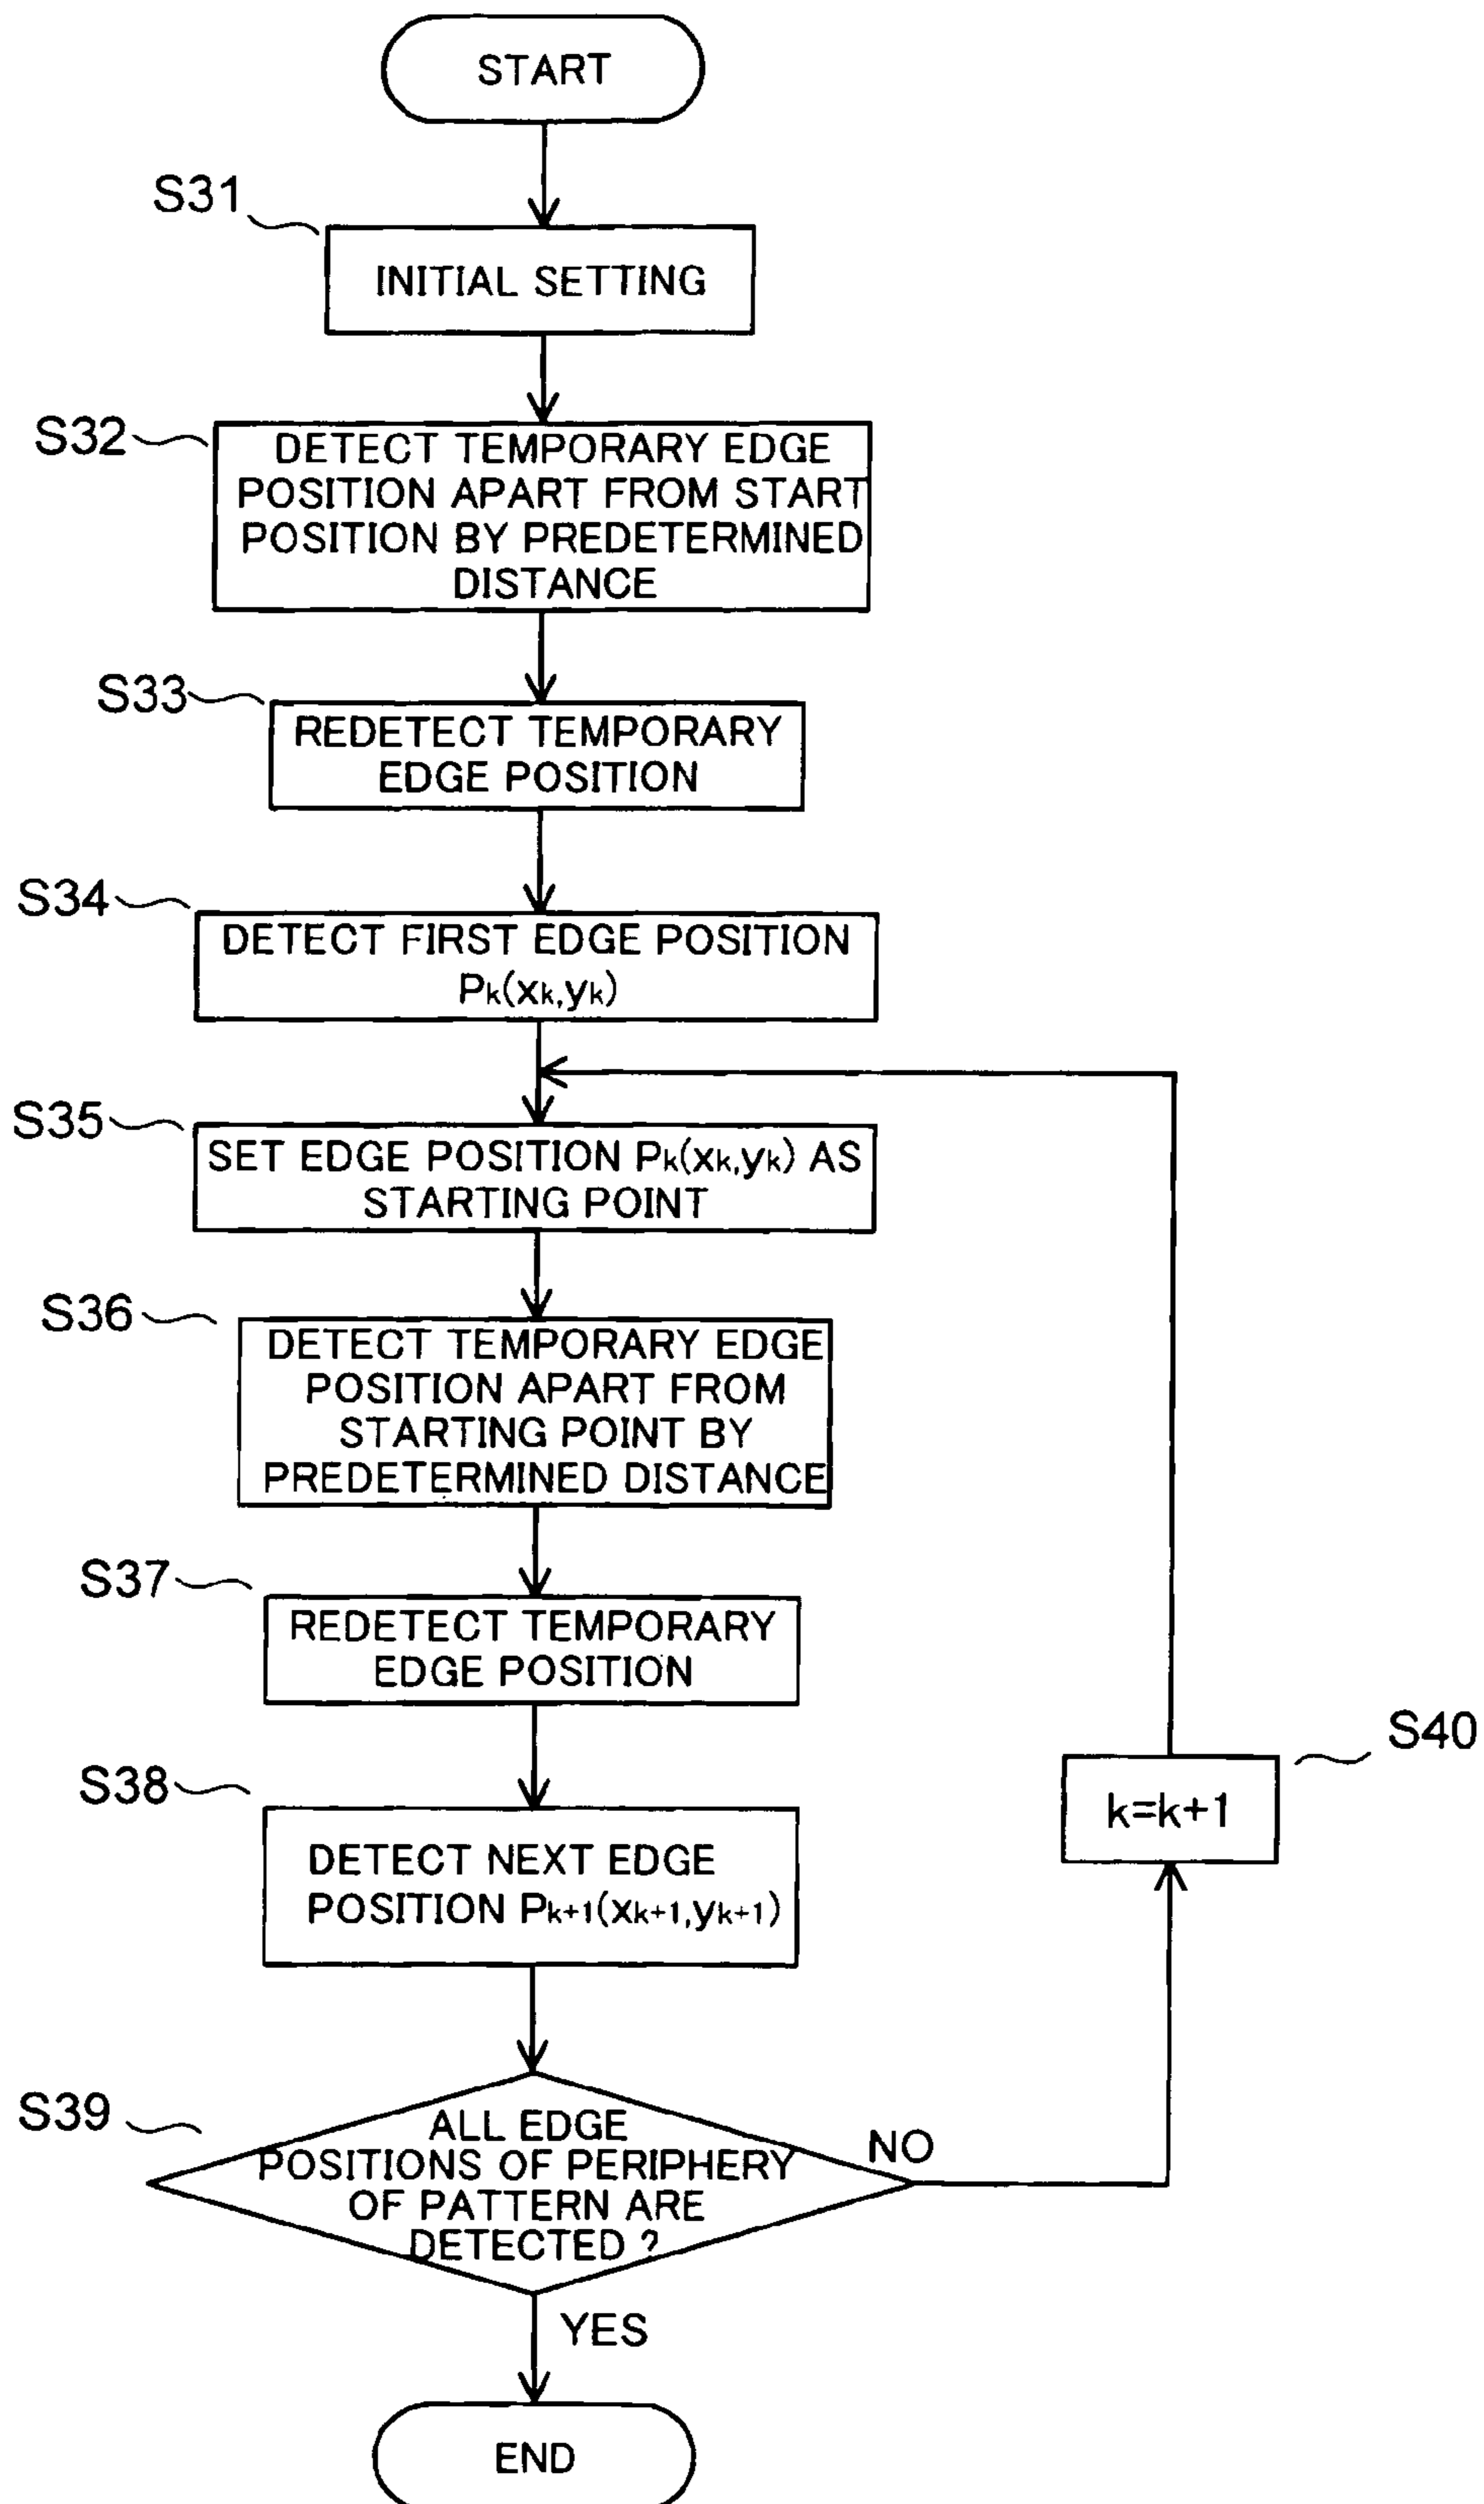 START
S31
INITIAL SETTING
S32
DETECT TEMPORARY EDGE
POSITION APART FROM START
POSITION BY PREDETERMINED
DISTANCE
S33
REDETECT TEMPORARY
EDGE POSITION
S34
DETECT FIRST EDGE POSITION
Pk(xk,yk)
S35
SET EDGE POSITION Pk(xk,yk) AS
STARTING POINT
S36
DETECT TEMPORARY EDGE
POSITION APART FROM
STARTING POINT BY
PREDETERMINED DISTANCE
S37
REDETECT TEMPORARY
EDGE POSITION
S38
DETECT NEXT EDGE
POSITION Pk+1(xk+1,yk+1)
S40
k=k+1
S39
ALL EDGE
POSITIONS OF PERIPHERY
OF PATTERN ARE
DETECTED ?
NO
YES
END